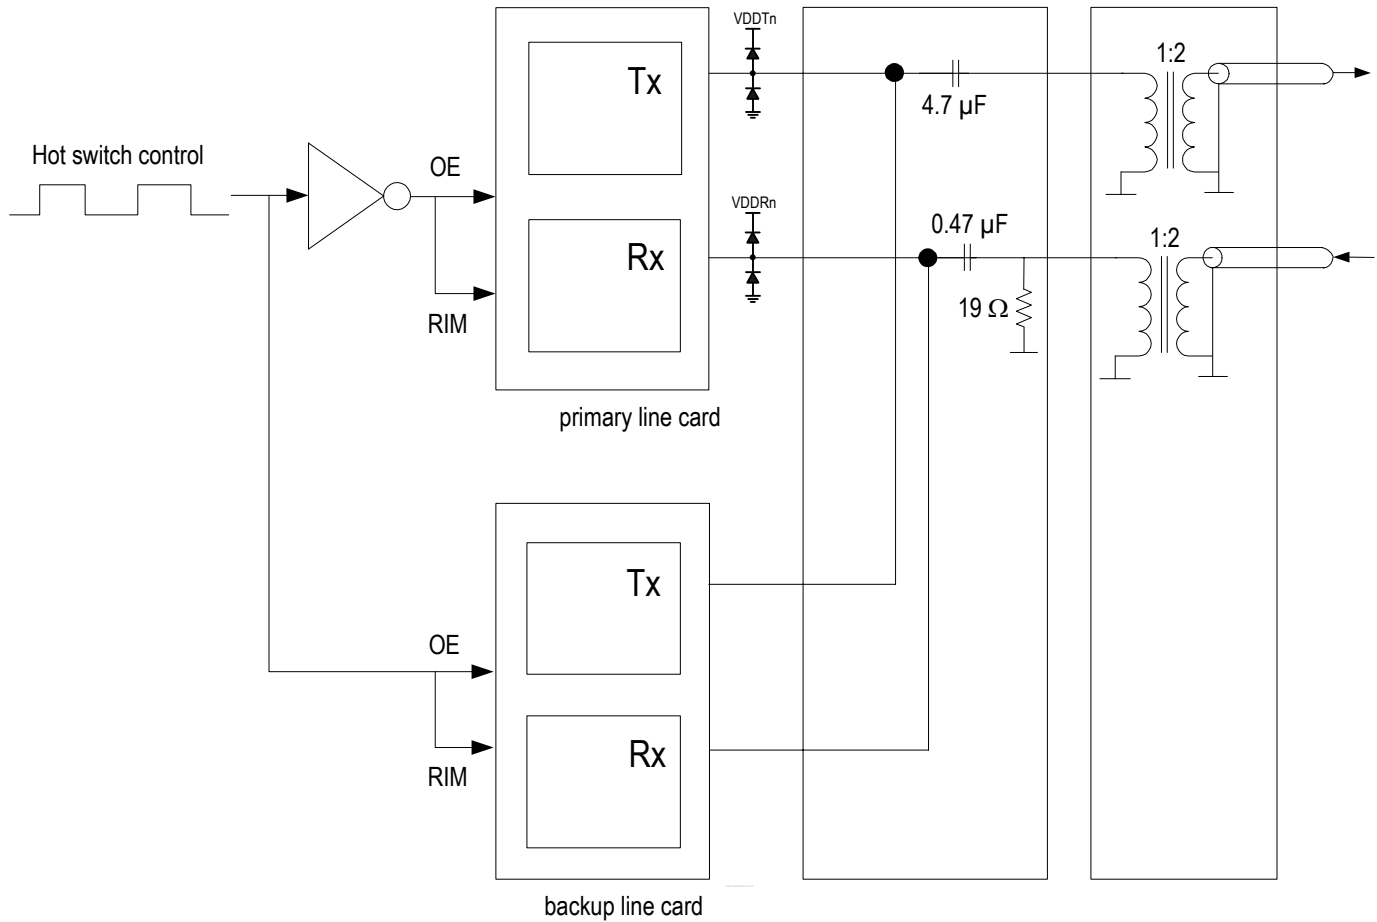 VDDTn
1:2
Tx
4.7 µF
Hot switch control
OE
VDDRn
0.47 µF
1:2
Rx
19 Ω
RIM
primary line card
Tx
OE
Rx
RIM
backup line card